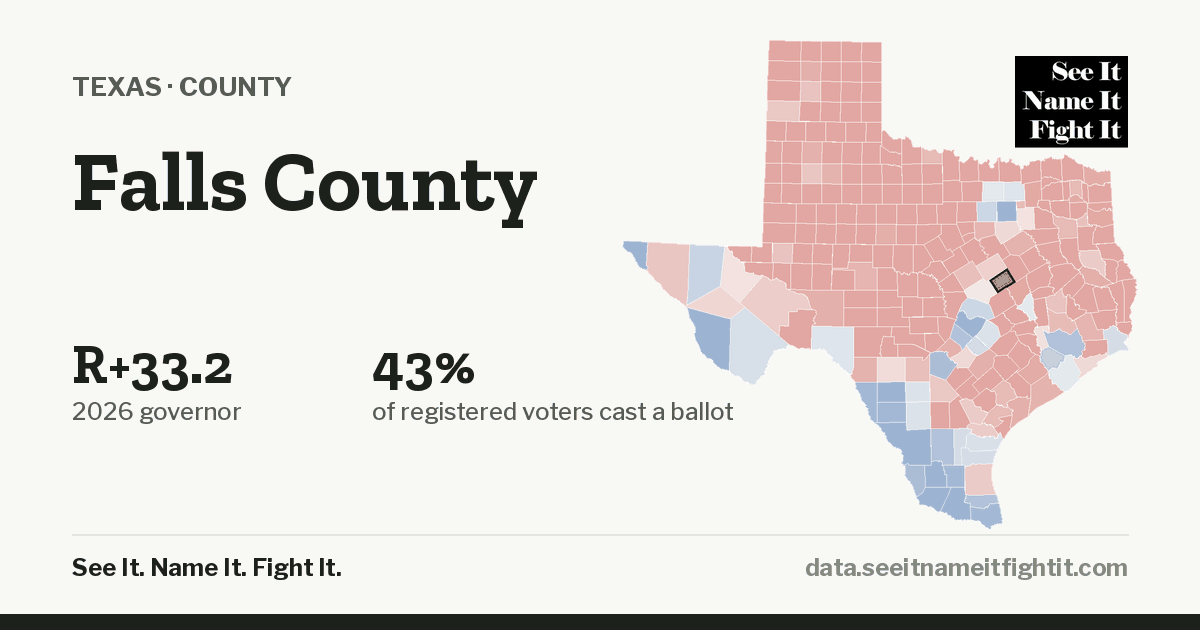 TEXAS · COUNTY
See It
Name It
Fight It
Falls County
R+33.2
2026 governor
43%
of registered voters cast a ballot
See It. Name It. Fight It.
data.seeitnameitfightit.com